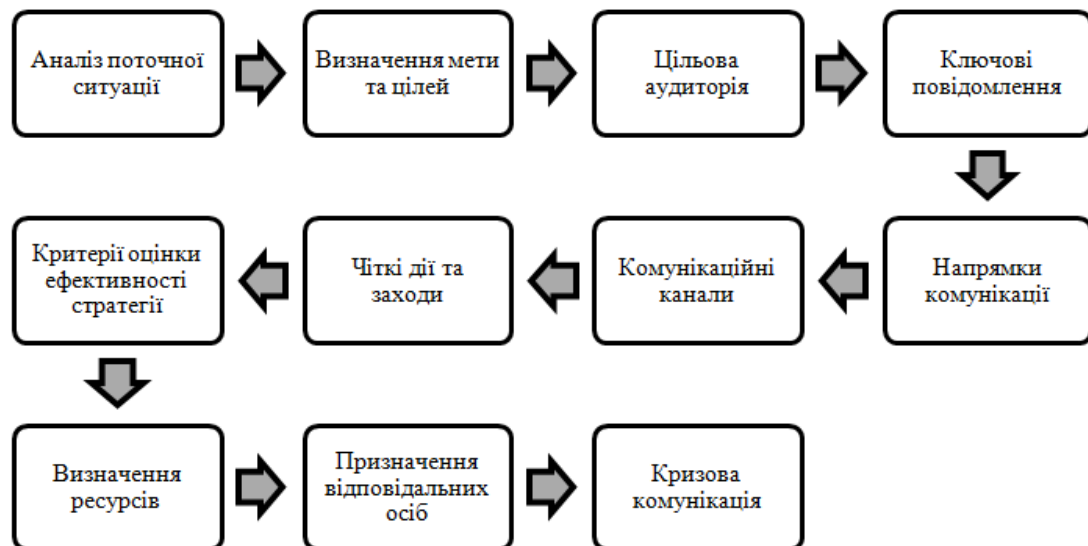 Аналіз поточної
ситуації
Визначення мети
та цілей
Цільова
аудиторія
Ключові
повідомлення
Напрямки
комунікації
Комунікаційні
канали
Чіткі дії та
заходи
Критерії оцінки
ефективності
стратегії
Визначення
ресурсів
Призначення
відповідальних
осіб
Кризова
комунікація